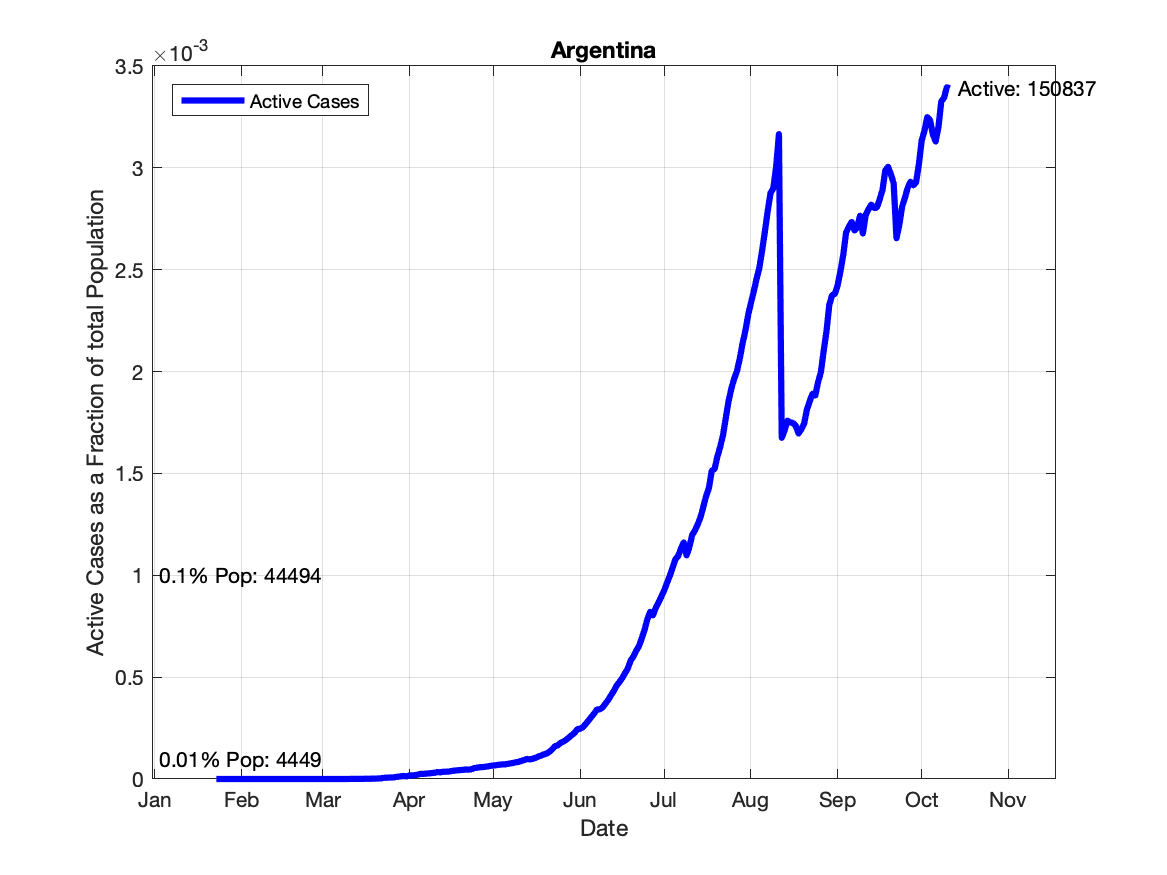 Argentina
×10-3
3.5
3
2.5
2
1.5
1
0.5
0
Active Cases as a Fraction of total Population
Active Cases
Active: 150837
0.1% Pop: 44494
0.01% Pop: 4449
Jan Feb Mar Apr May Jun Jul Aug Sep Oct Nov
Date